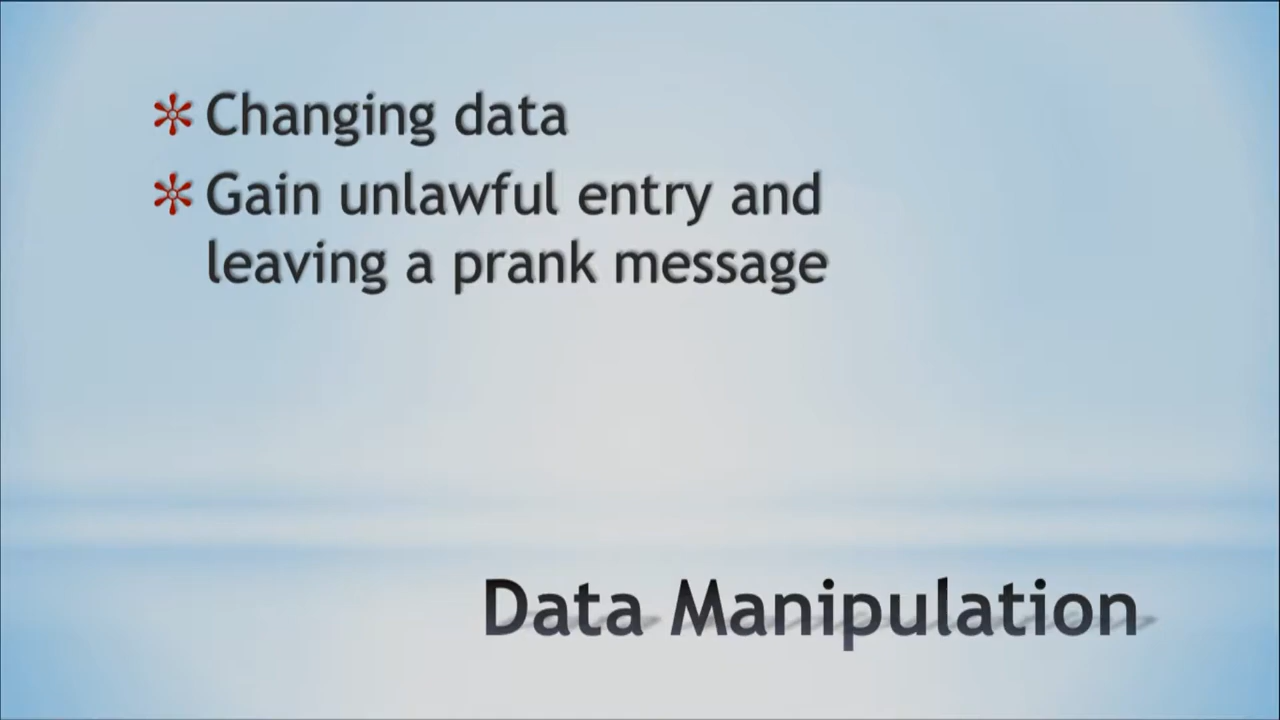 Changing data
Gain unlawful entry and
leaving a prank message
Data Manipulation